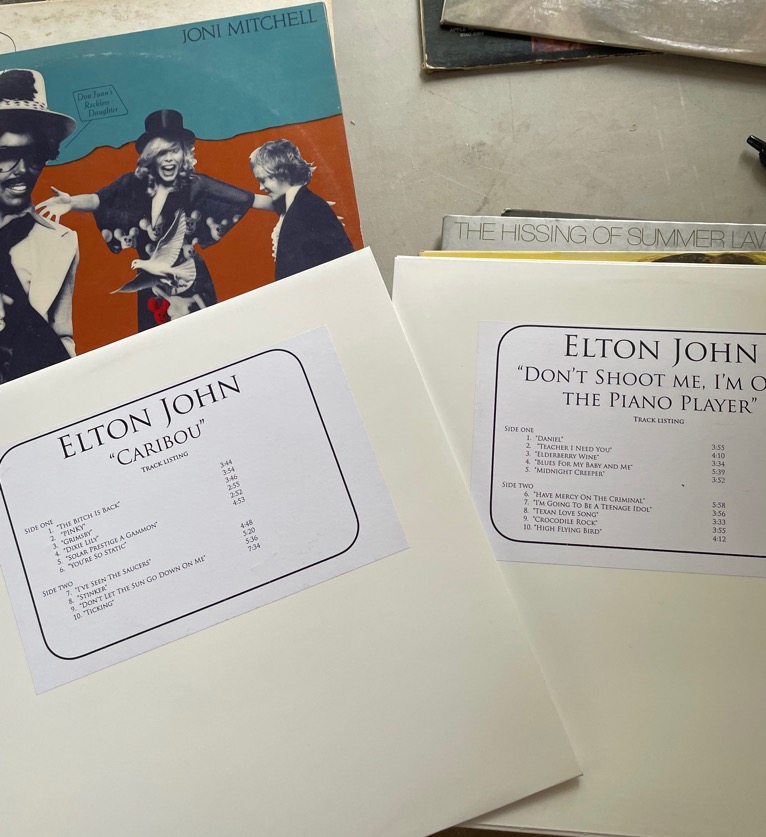 JONI MITCHELL
Don Juan's
Reckless
Daughter
THE HISSING OF SUMMER LAW
ELTON JOHN
"CARIBOU"
TRACK LISTING
SIDE ONE
1. "THE BITCH IS BACK" 3:44
2. "PINKY" 3:54
3. "GRIMSBY" 3:46
4. "DIXIE LILY" 2:55
5. "SOLAR PRESTIGE A GAMMON" 2:52
6. "YOU'RE SO STATIC" 4:53
SIDE TWO
7. "I'VE SEEN THE SAUCERS" 4:48
8. "STINKER" 5:20
9. "DON'T LET THE SUN GO DOWN ON ME" 5:36
10. "TICKING" 7:34
ELTON JOHN
"DON'T SHOOT ME, I'M O
THE PIANO PLAYER"
TRACK LISTING
SIDE ONE
1. "DANIEL" 3:55
2. "TEACHER I NEED YOU" 4:10
3. "ELDERBERRY WINE" 3:34
4. "BLUES FOR MY BABY AND ME" 5:39
5. "MIDNIGHT CREEPER" 3:52
SIDE TWO
6. "HAVE MERCY ON THE CRIMINAL" 5:58
7. "I'M GOING TO BE A TEENAGE IDOL" 3:56
8. "TEXAN LOVE SONG" 3:33
9. "CROCODILE ROCK" 3:55
10. "HIGH FLYING BIRD" 4:12